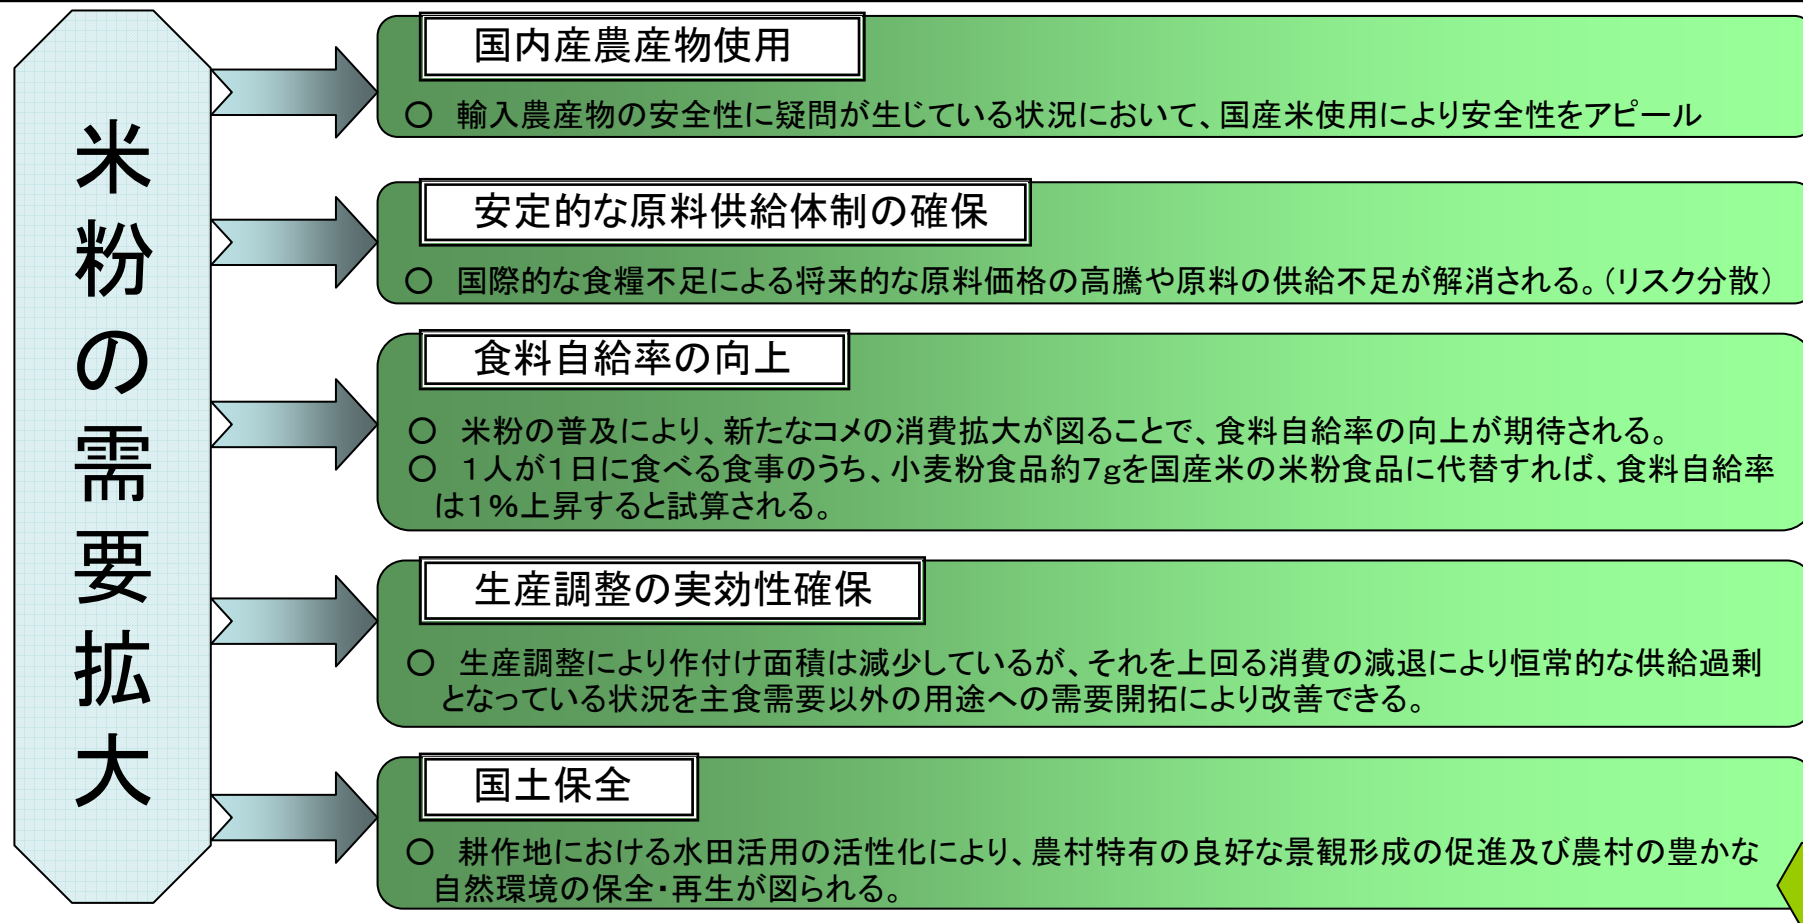 米粉の需要拡大
国内産農産物使用
○ 輸入農産物の安全性に疑問が生じている状況において、国産米使用により安全性をアピール
安定的な原料供給体制の確保
○ 国際的な食糧不足による将来的な原料価格の高騰や原料の供給不足が解消される。（リスク分散）
食料自給率の向上
○ 米粉の普及により、新たなコメの消費拡大が図ることで、食料自給率の向上が期待される。
○ １人が１日に食べる食事のうち、小麦粉食品約7gを国産米の米粉食品に代替すれば、食料自給率
は１％上昇すると試算される。
生産調整の実効性確保
○ 生産調整により作付け面積は減少しているが、それを上回る消費の減退により恒常的な供給過剰
となっている状況を主食需要以外の用途への需要開拓により改善できる。
国土保全
○ 耕作地における水田活用の活性化により、農村特有の良好な景観形成の促進及び農村の豊かな
自然環境の保全・再生が図られる。